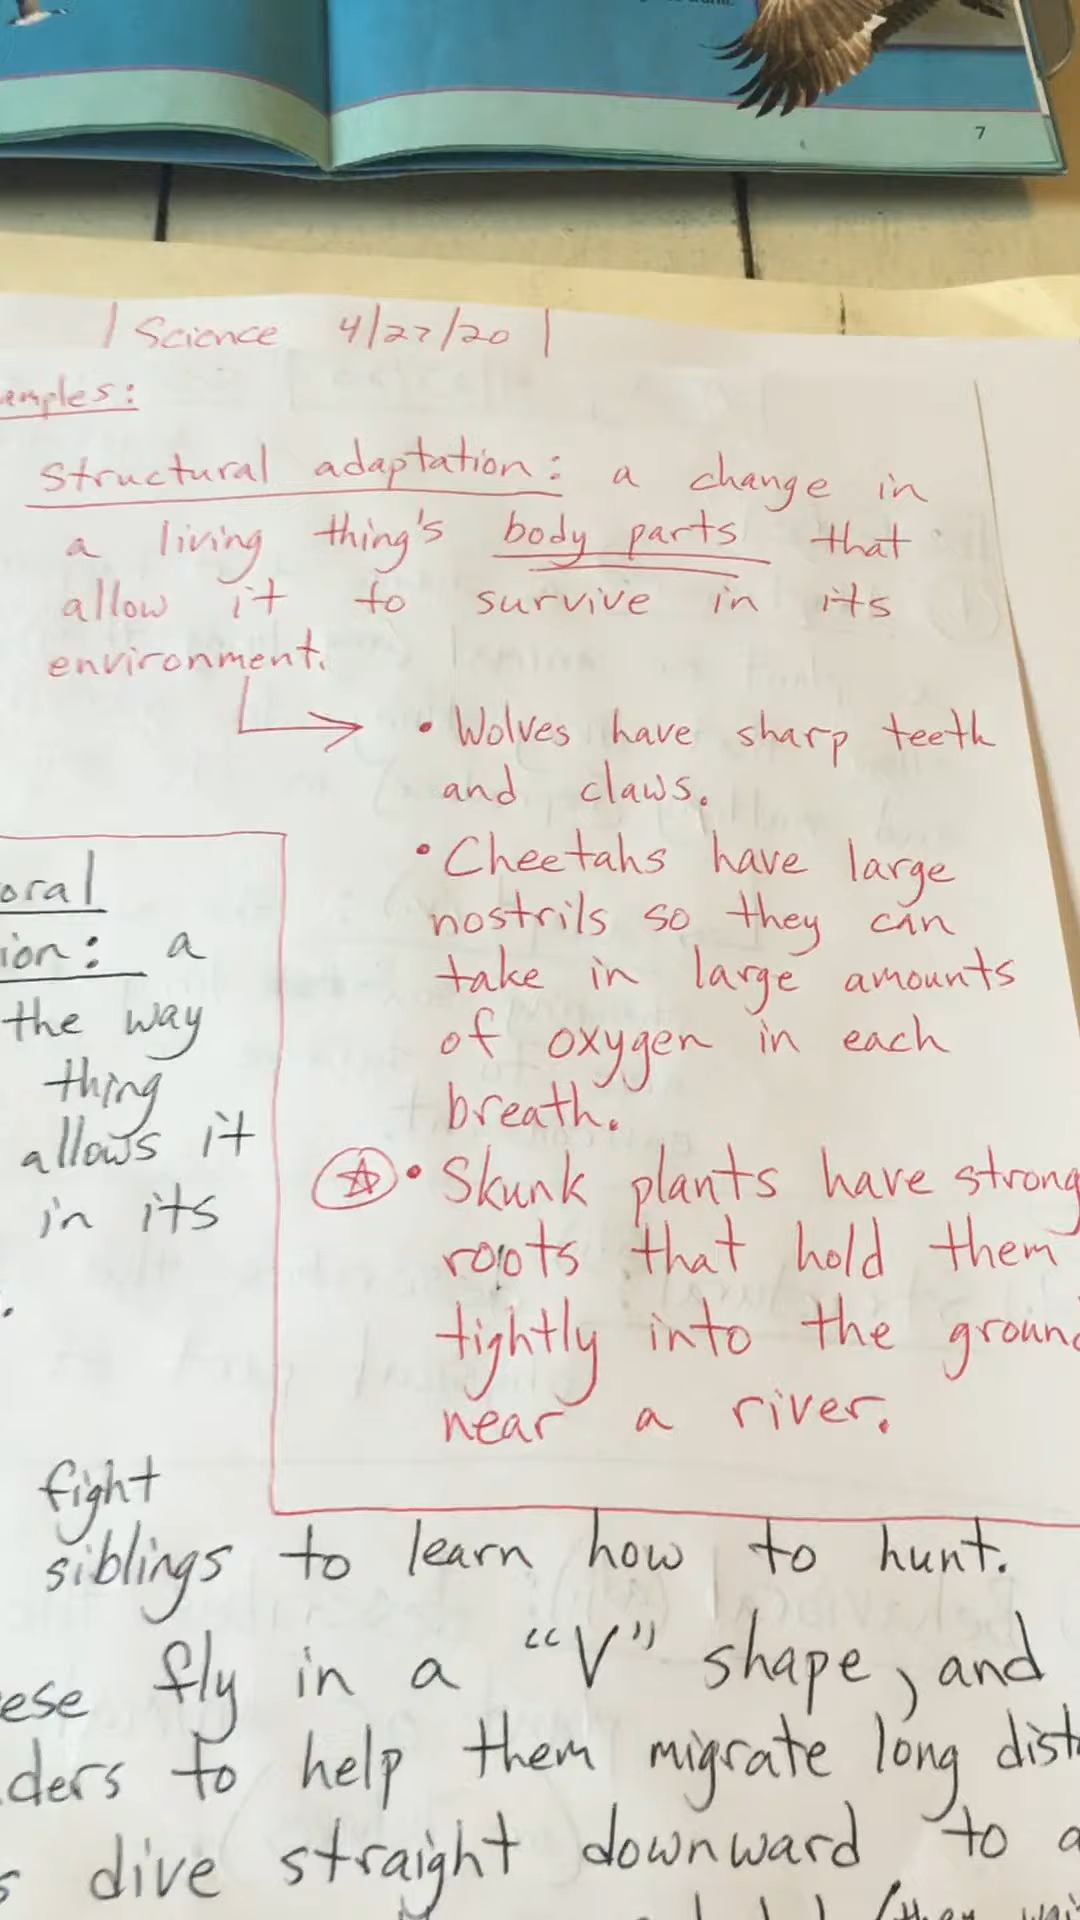 7
Science 4/27/20
emples:
structural adaptation: a change in
a living thing's body parts that
allow it to survive in its
environment.
• Wolves have sharp teeth
and claws.
• Cheetahs have large
nostrils so they can
take in large amounts
of oxygen in each
breath.
• Skunk plants have strong
roots that hold them
tightly into the ground
near a river.
oral
ion: a
the way
thing
allows it
in its
.
fight
siblings to learn how to hunt.
ese fly in a "V" shape, and
ders to help them migrate long dist
s dive straight downward to a